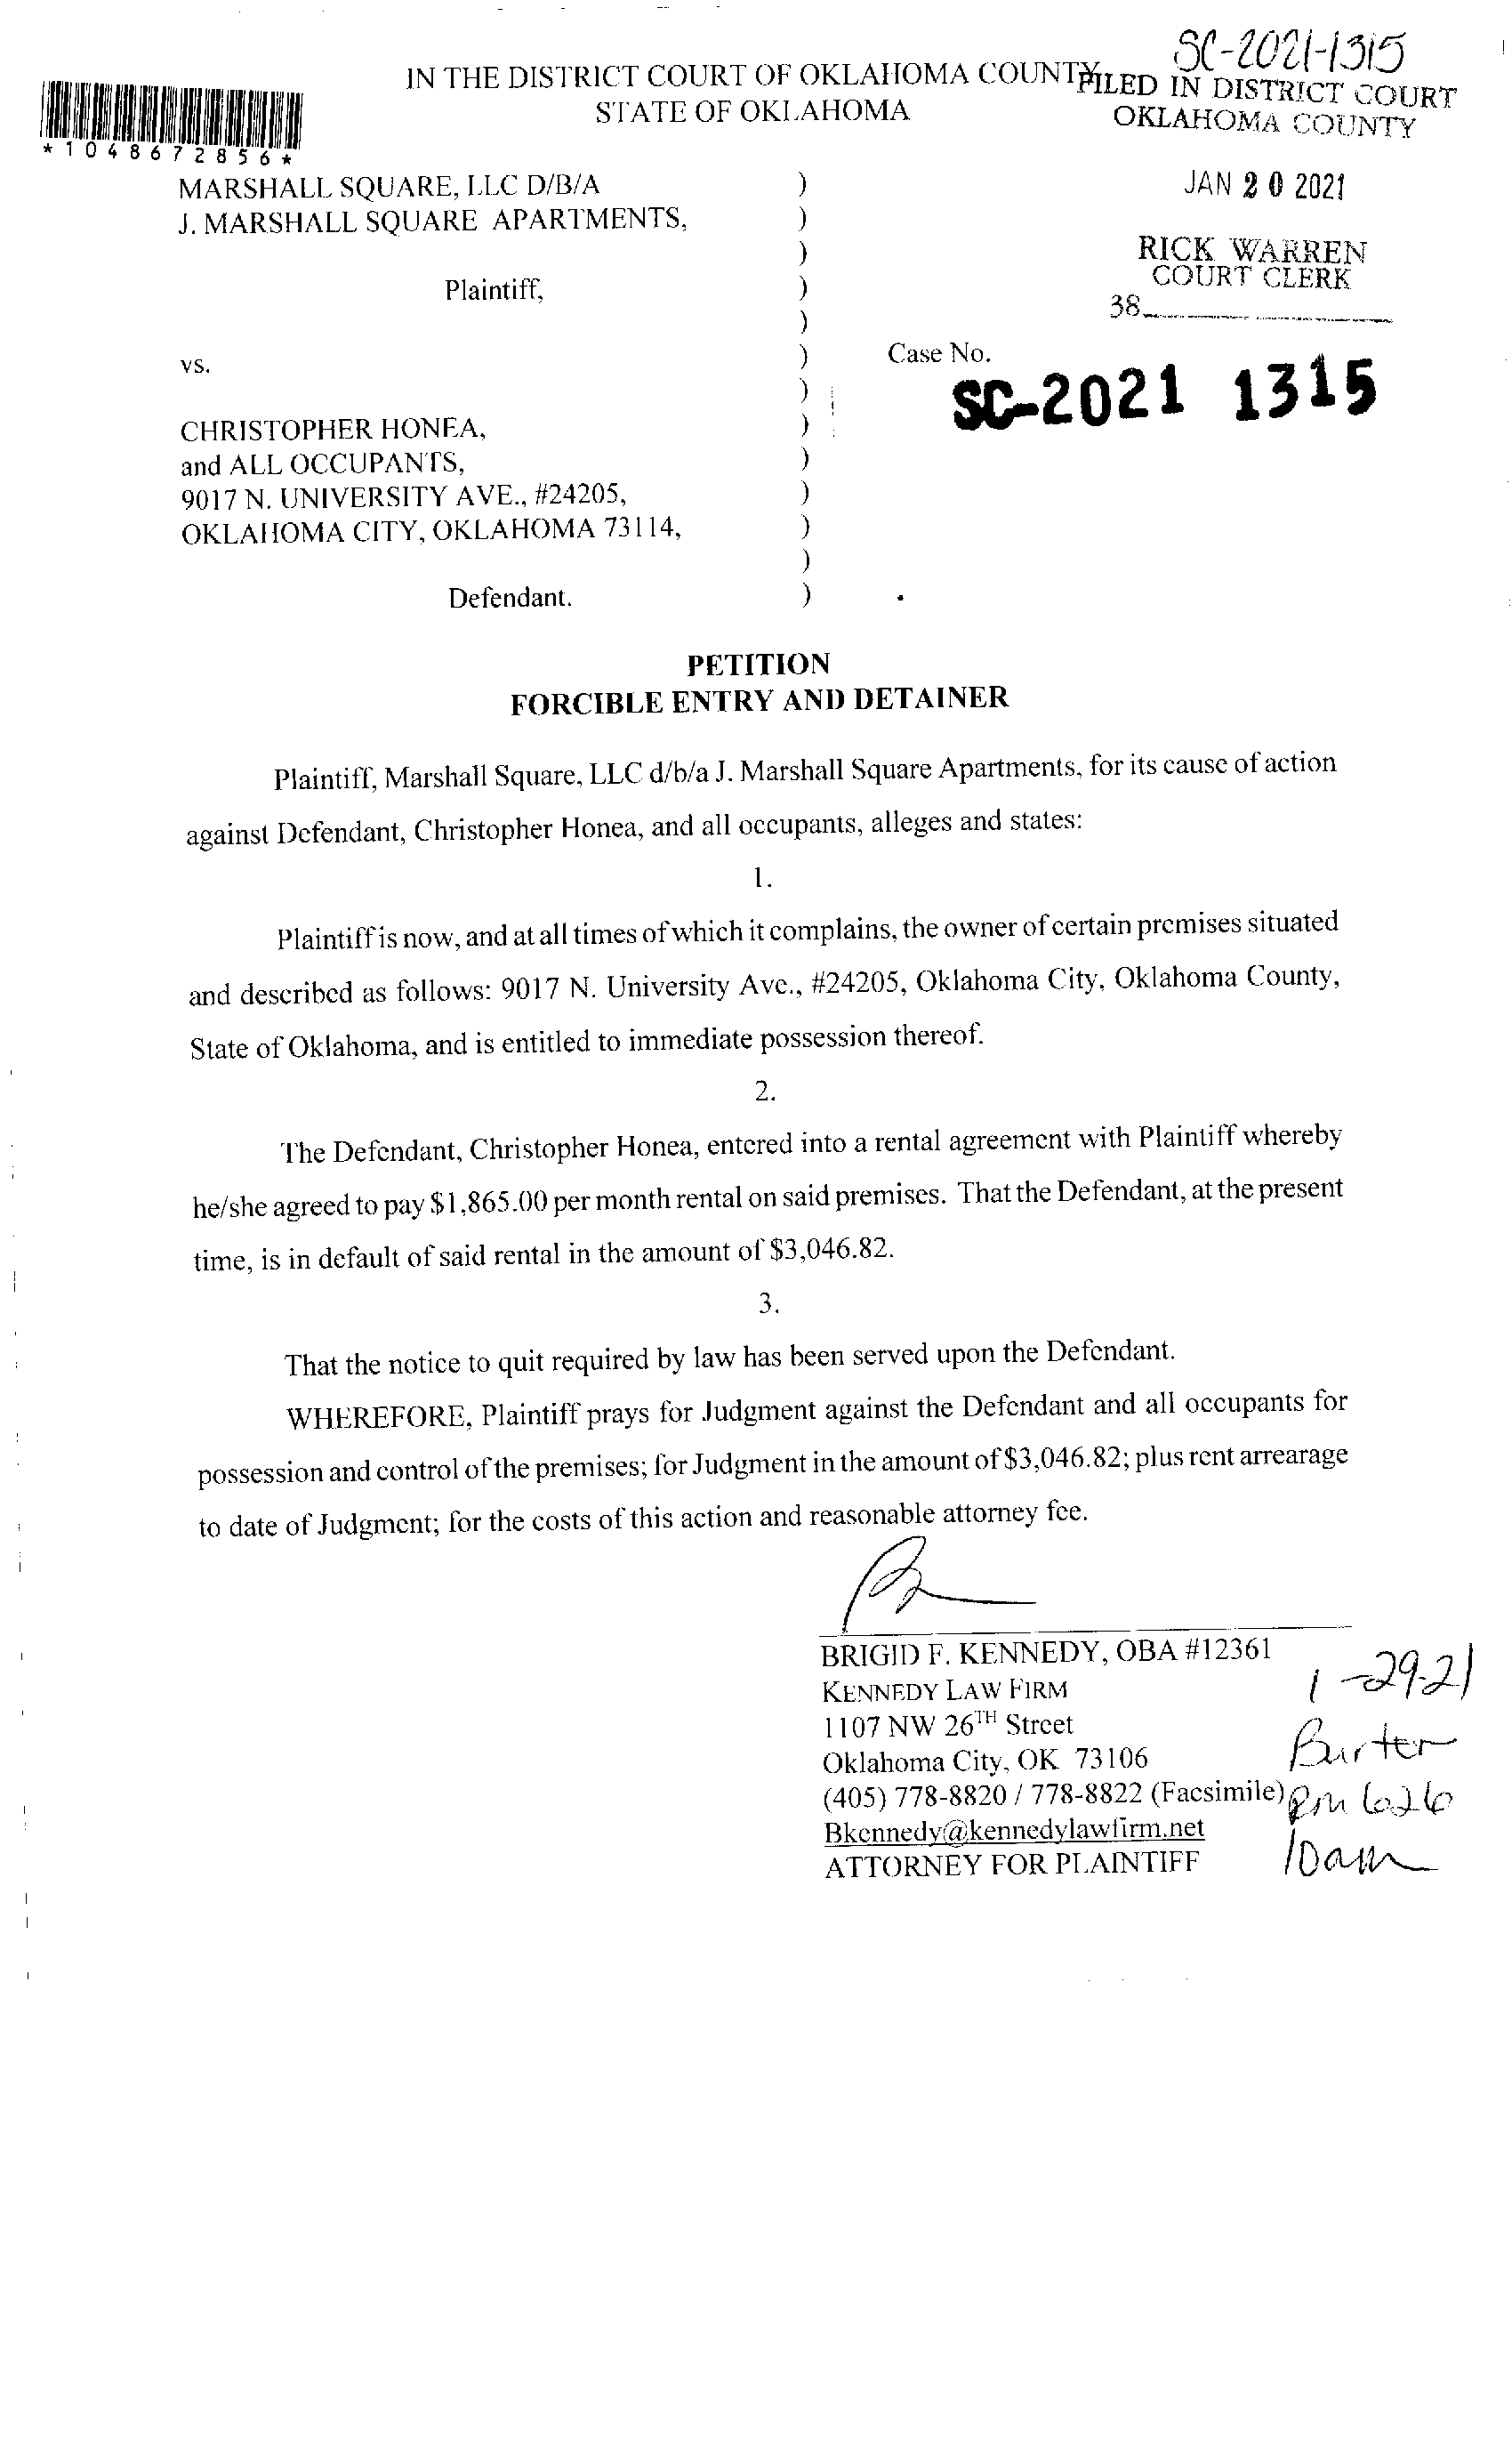 SC-2021-1315
IN THE DISTRICT COURT OF OKLAHOMA COUNTY
STATE OF OKLAHOMA
FILED IN DISTRICT COURT
OKLAHOMA COUNTY
*1048672856*
JAN 20 2021
RICK WARREN
COURT CLERK
38
MARSHALL SQUARE, LLC D/B/A )
J. MARSHALL SQUARE APARTMENTS, )
)
Plaintiff, )
)
vs. ) Case No.
) SC-2021 1315
CHRISTOPHER HONEA, )
and ALL OCCUPANTS, )
9017 N. UNIVERSITY AVE., #24205, )
OKLAHOMA CITY, OKLAHOMA 73114, )
)
Defendant. )
PETITION
FORCIBLE ENTRY AND DETAINER
Plaintiff, Marshall Square, LLC d/b/a J. Marshall Square Apartments, for its cause of action
against Defendant, Christopher Honea, and all occupants, alleges and states:
1.
Plaintiff is now, and at all times of which it complains, the owner of certain premises situated
and described as follows: 9017 N. University Ave., #24205, Oklahoma City, Oklahoma County,
State of Oklahoma, and is entitled to immediate possession thereof.
2.
The Defendant, Christopher Honea, entered into a rental agreement with Plaintiff whereby
he/she agreed to pay $1,865.00 per month rental on said premises. That the Defendant, at the present
time, is in default of said rental in the amount of $3,046.82.
3.
That the notice to quit required by law has been served upon the Defendant.
WHEREFORE, Plaintiff prays for Judgment against the Defendant and all occupants for
possession and control of the premises; for Judgment in the amount of $3,046.82; plus rent arrearage
to date of Judgment; for the costs of this action and reasonable attorney fee.
BRIGID F. KENNEDY, OBA #12361
KENNEDY LAW FIRM
1107 NW 26TH Street
Oklahoma City, OK 73106
(405) 778-8820 / 778-8822 (Facsimile)
Bkennedy@kennedylawfirm.net
ATTORNEY FOR PLAINTIFF
1-29-21
Burter
Rm 626
10am